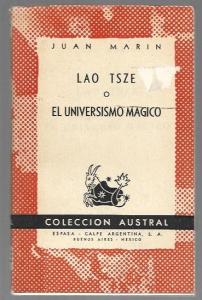 JUAN MARIN
LAO TSZE
O
EL UNIVERSISMO MAGICO
COLECCION AUSTRAL
ESPASA - CALPE ARGENTINA, S. A.
BUENOS AIRES - MEXICO